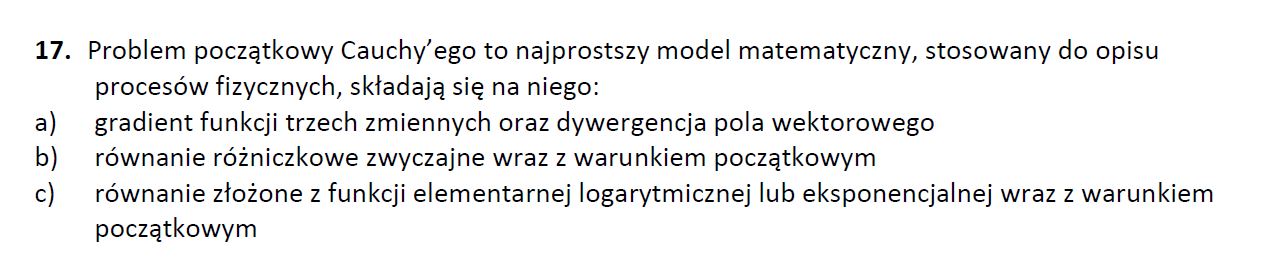 17. Problem początkowy Cauchy’ego to najprostszy model matematyczny, stosowany do opisu
procesów fizycznych, składają się na niego:
a) gradient funkcji trzech zmiennych oraz dywergencja pola wektorowego
b) równanie różniczkowe zwyczajne wraz z warunkiem początkowym
c) równanie złożone z funkcji elementarnej logarytmicznej lub eksponencjalnej wraz z warunkiem
początkowym